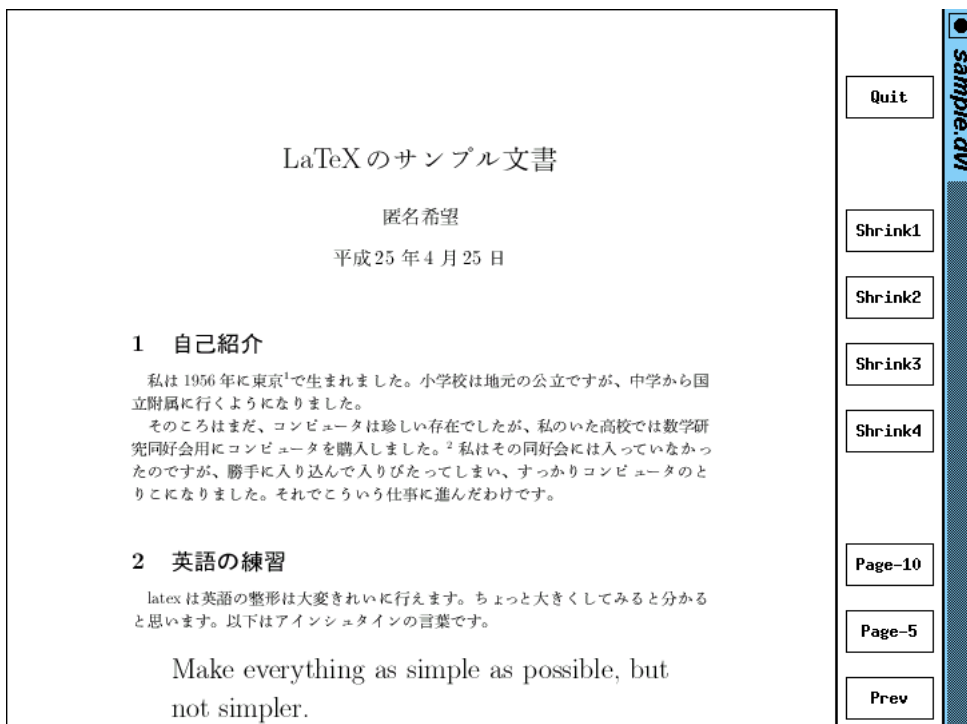 LaTeXのサンプル文書
匿名希望
平成25 年4 月25 日
1 自己紹介
私は 1956 年に東京1で生まれました。小学校は地元の公立ですが、中学から国
立附属に行くようになりました。
そのころはまだ、コンピュータは珍しい存在でしたが、私のいた高校では数学研
究同好会用にコンピュータを購入しました。2 私はその同好会には入っていなかっ
たのですが、勝手に入り込んで入りびたってしまい、すっかりコンピュータのと
りこになりました。それでこういう仕事に進んだわけです。
2 英語の練習
latex は英語の整形は大変きれいに行えます。ちょっと大きくしてみると分かる
と思います。以下はアインシュタインの言葉です。
Make everything as simple as possible, but
not simpler.
Quit
Shrink1
Shrink2
Shrink3
Shrink4
Page-10
Page-5
Prev
sample.dvi